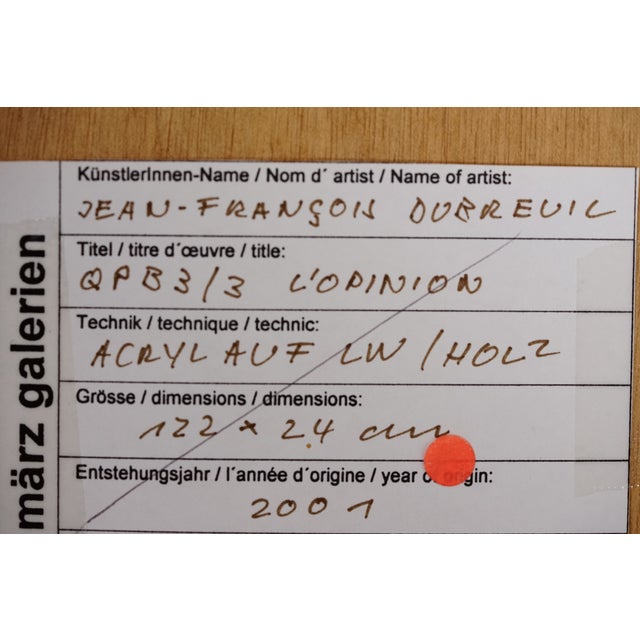 märz galerien
KünstlerInnen-Name / Nom d´ artist / Name of artist:
JEAN-FRANÇOIS DUBREUIL
Titel / titre d´œuvre / title:
QPB3/3 L'OPINION
Technik / technique / technic:
ACRYL AUF LW / HOLZ
Grösse / dimensions / dimensions:
122 x 24 cm
Entstehungsjahr / l´année d´origine / year of origin:
2001